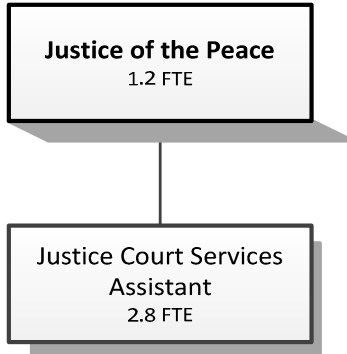 Justice of the Peace
1.2 FTE
Justice Court Services
Assistant
2.8 FTE